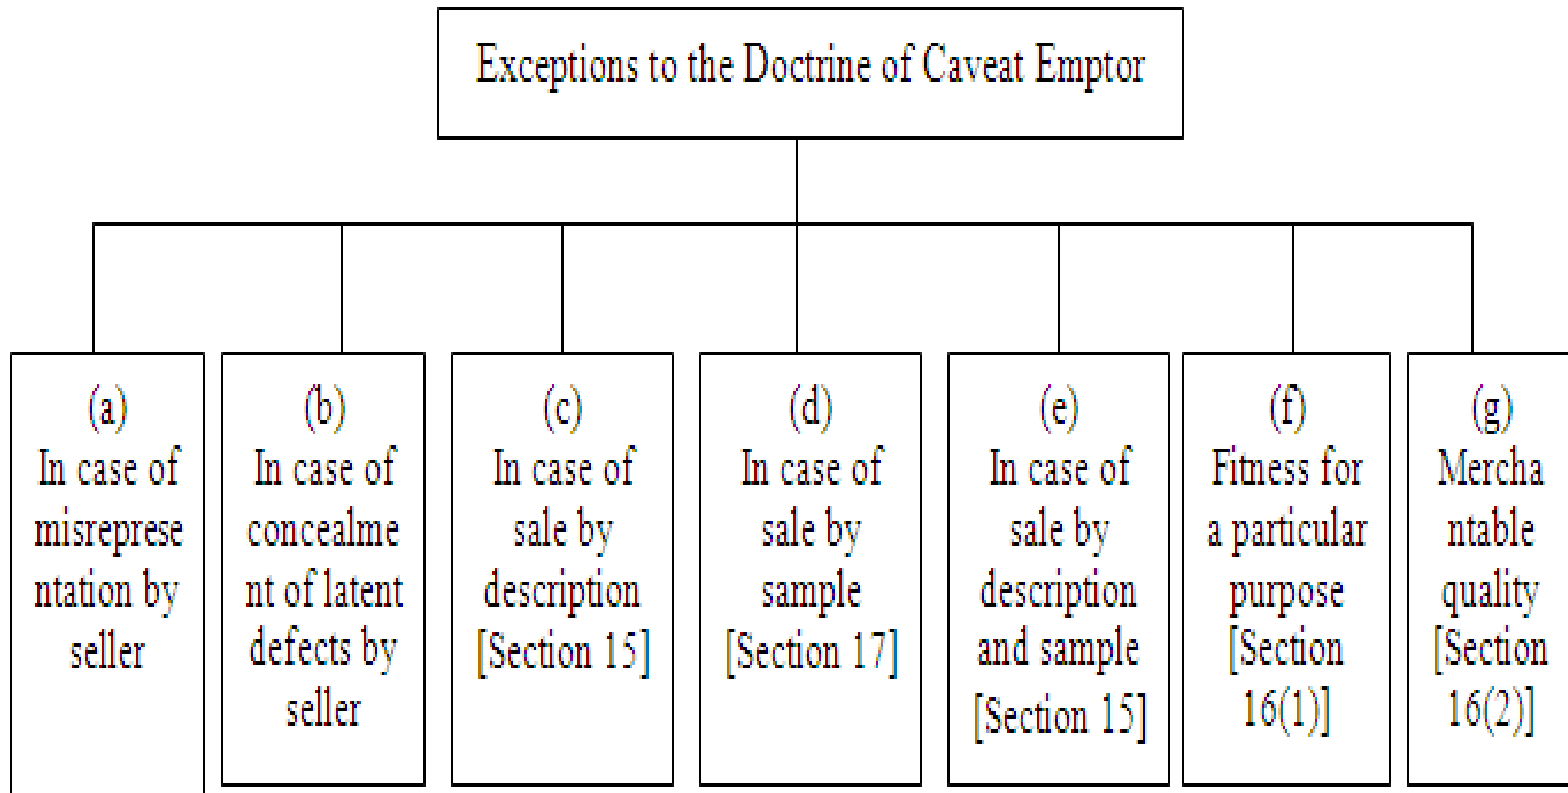 Exceptions to the Doctrine of Caveat Emptor
(a)
In case of
misreprese
ntation by
seller
(b)
In case of
concealme
nt of latent
defects by
seller
(c)
In case of
sale by
description
[Section 15]
(d)
In case of
sale by
sample
[Section 17]
(e)
In case of
sale by
description
and sample
[Section 15]
(f)
Fitness for
a particular
purpose
[Section
16(1)]
(g)
Mercha
ntable
quality
[Section
16(2)]